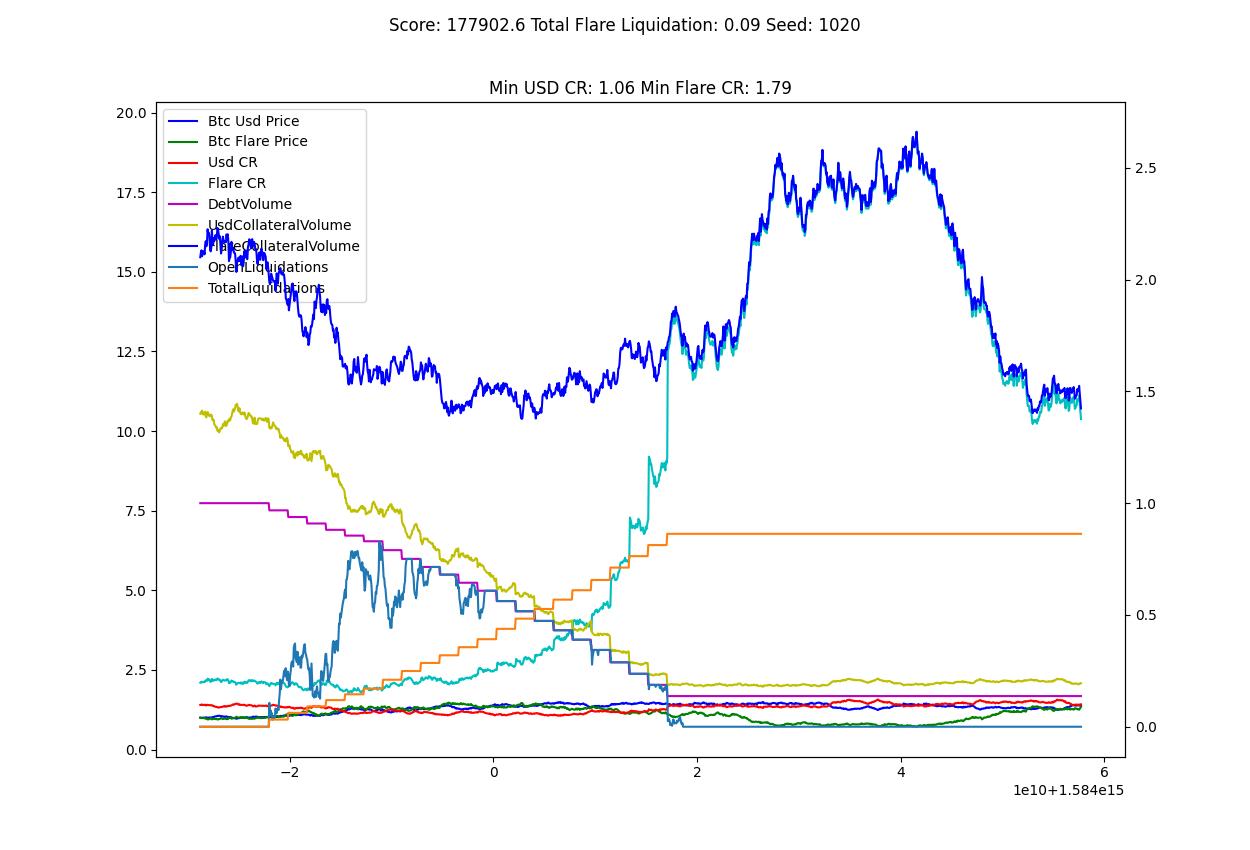 Score: 177902.6 Total Flare Liquidation: 0.09 Seed: 1020
Min USD CR: 1.06 Min Flare CR: 1.79
20.0
17.5
15.0
12.5
10.0
7.5
5.0
2.5
0.0
Btc Usd Price
Btc Flare Price
Usd CR
Flare CR
DebtVolume
UsdCollateralVolume
FlareCollateralVolume
OpenLiquidations
TotalLiquidations
2.5
2.0
1.5
1.0
0.5
0.0
−2 0 2 4 6
1e10+1.584e15